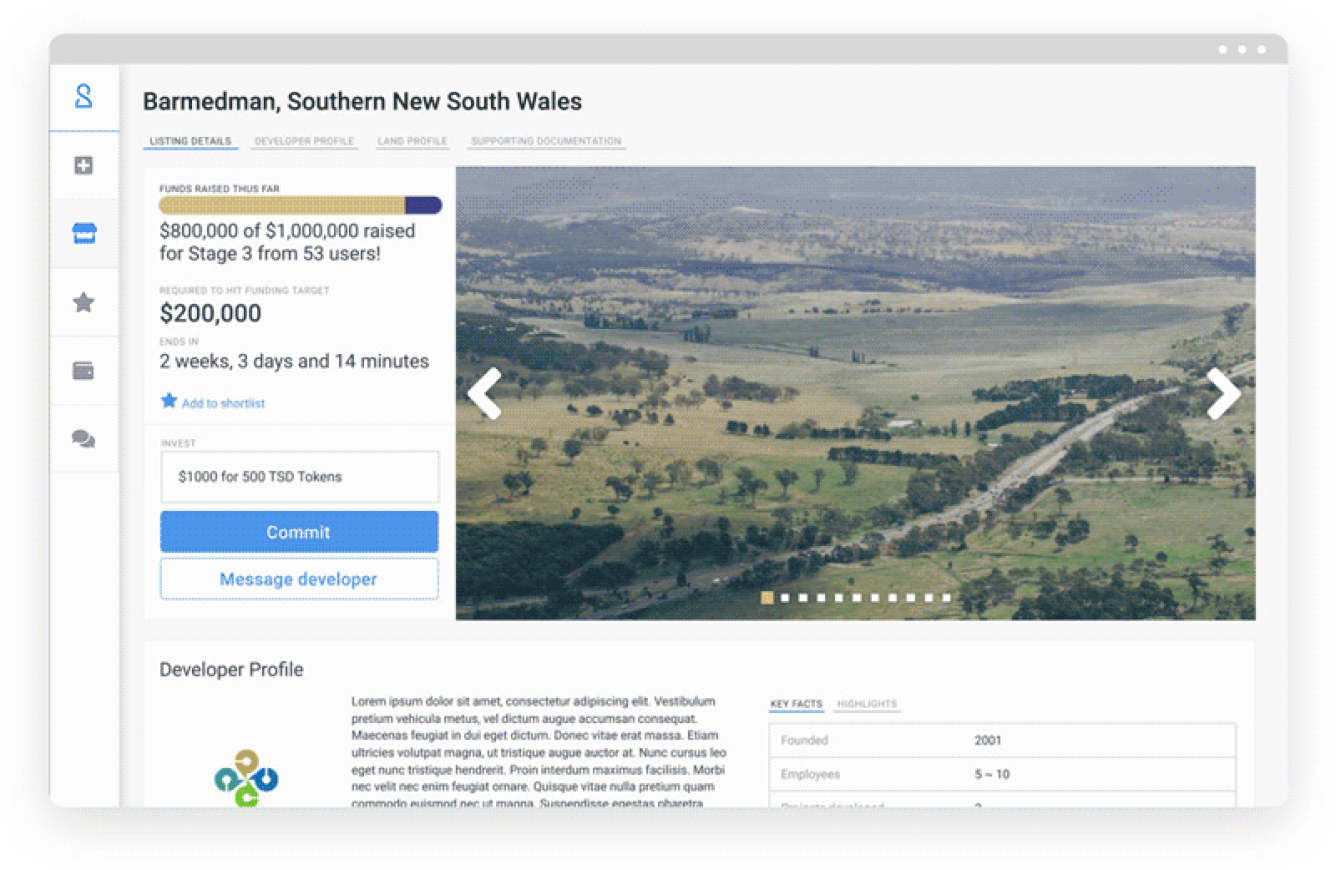 Barmedman, Southern New South Wales
LISTING DETAILS DEVELOPER PROFILE LAND PROFILE SUPPORTING DOCUMENTATION
FUNDS RAISED THUS FAR
$800,000 of $1,000,000 raised
for Stage 3 from 53 users!
REQUIRED TO HIT FUNDING TARGET
$200,000
ENDS IN
2 weeks, 3 days and 14 minutes
Add to shortlist
INVEST
$1000 for 500 TSD Tokens
Commit
Message developer
Developer Profile
Lorem ipsum dolor sit amet, consectetur adipiscing elit. Vestibulum
pretium vehicula metus, vel dictum augue accumsan consequat.
Maecenas feugiat in dui eget dictum. Donec vitae erat massa. Etiam
ultricies volutpat magna, ut tristique augue auctor at. Nunc cursus leo
eget nunc tristique hendrerit. Proin interdum maximus facilisis. Morbi
nec velit nec enim feugiat ornare. Quisque vitae nulla pretium quam
commodo euismod nec ut magna. Suspendisse egestas pharetra
KEY FACTS HIGHLIGHTS
Founded 2001
Employees 5 ~ 10
Projects developed